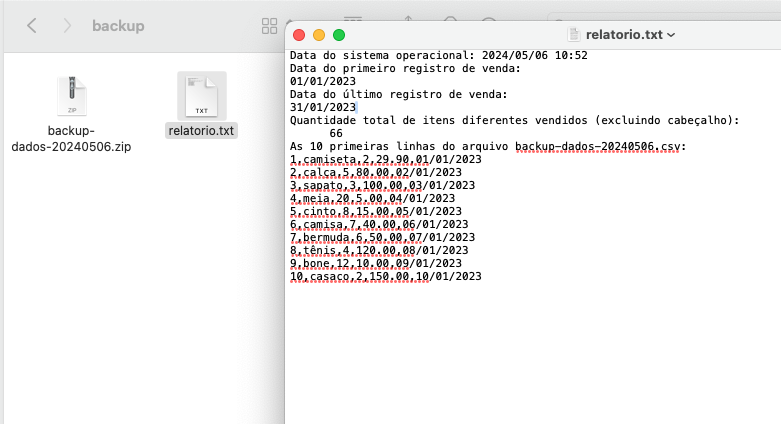 backup
relatorio.txt
ZIP
TXT
backup-
dados-20240506.zip
relatorio.txt
Data do sistema operacional: 2024/05/06 10:52
Data do primeiro registro de venda:
01/01/2023
Data do último registro de venda:
31/01/2023
Quantidade total de itens diferentes vendidos (excluindo cabeçalho):
66
As 10 primeiras linhas do arquivo backup-dados-20240506.csv:
1,camiseta,2,29,90,01/01/2023
2,calca,5,80.00,02/01/2023
3,sapato,3,100.00,03/01/2023
4,meia,20,5.00,04/01/2023
5,cinto,8,15.00,05/01/2023
6,camisa,7,40.00,06/01/2023
7,bermuda,6,50.00,07/01/2023
8,tênis,4,120.00,08/01/2023
9,bone,12,10.00,09/01/2023
10,casaco,2,150.00,10/01/2023